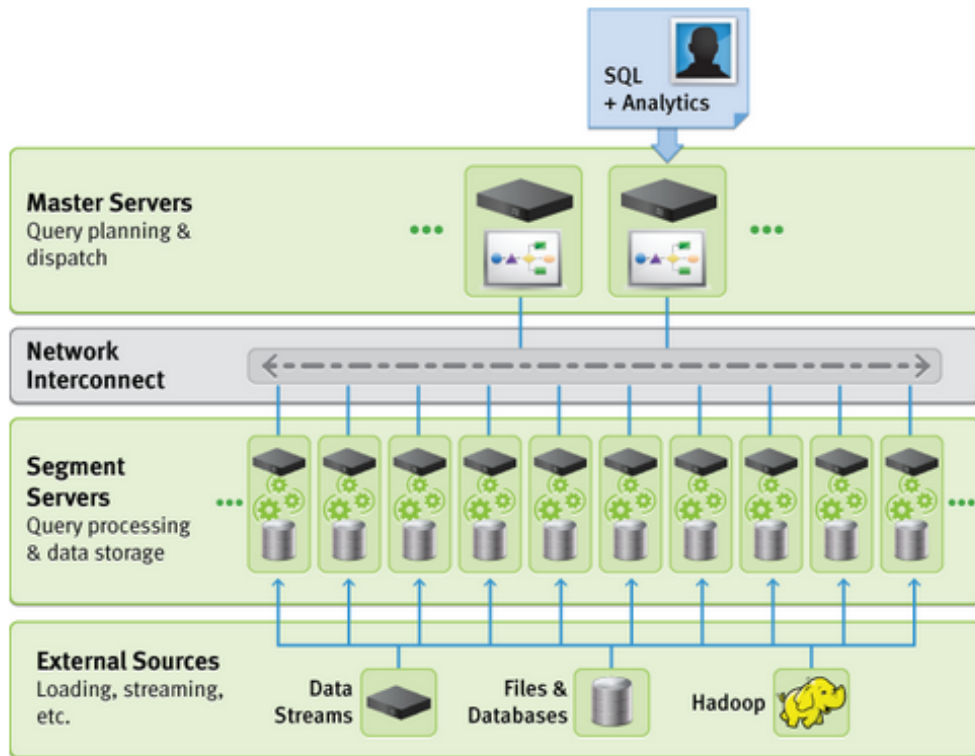 SQL
+ Analytics
Master Servers
Query planning &
dispatch
Network
Interconnect
Segment
Servers
Query processing
& data storage
External Sources
Loading, streaming,
etc.
Data
Streams
Files &
Databases
Hadoop